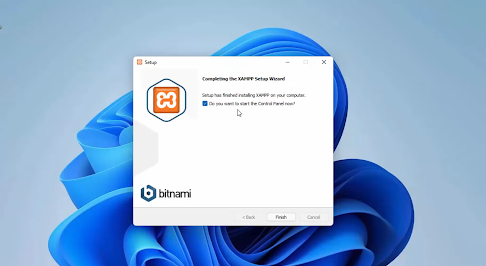 Setup
Completing the XAMPP Setup Wizard
Setup has finished installing XAMPP on your computer.
Do you want to start the Control Panel now?
bitnami
< Back
Finish
Cancel